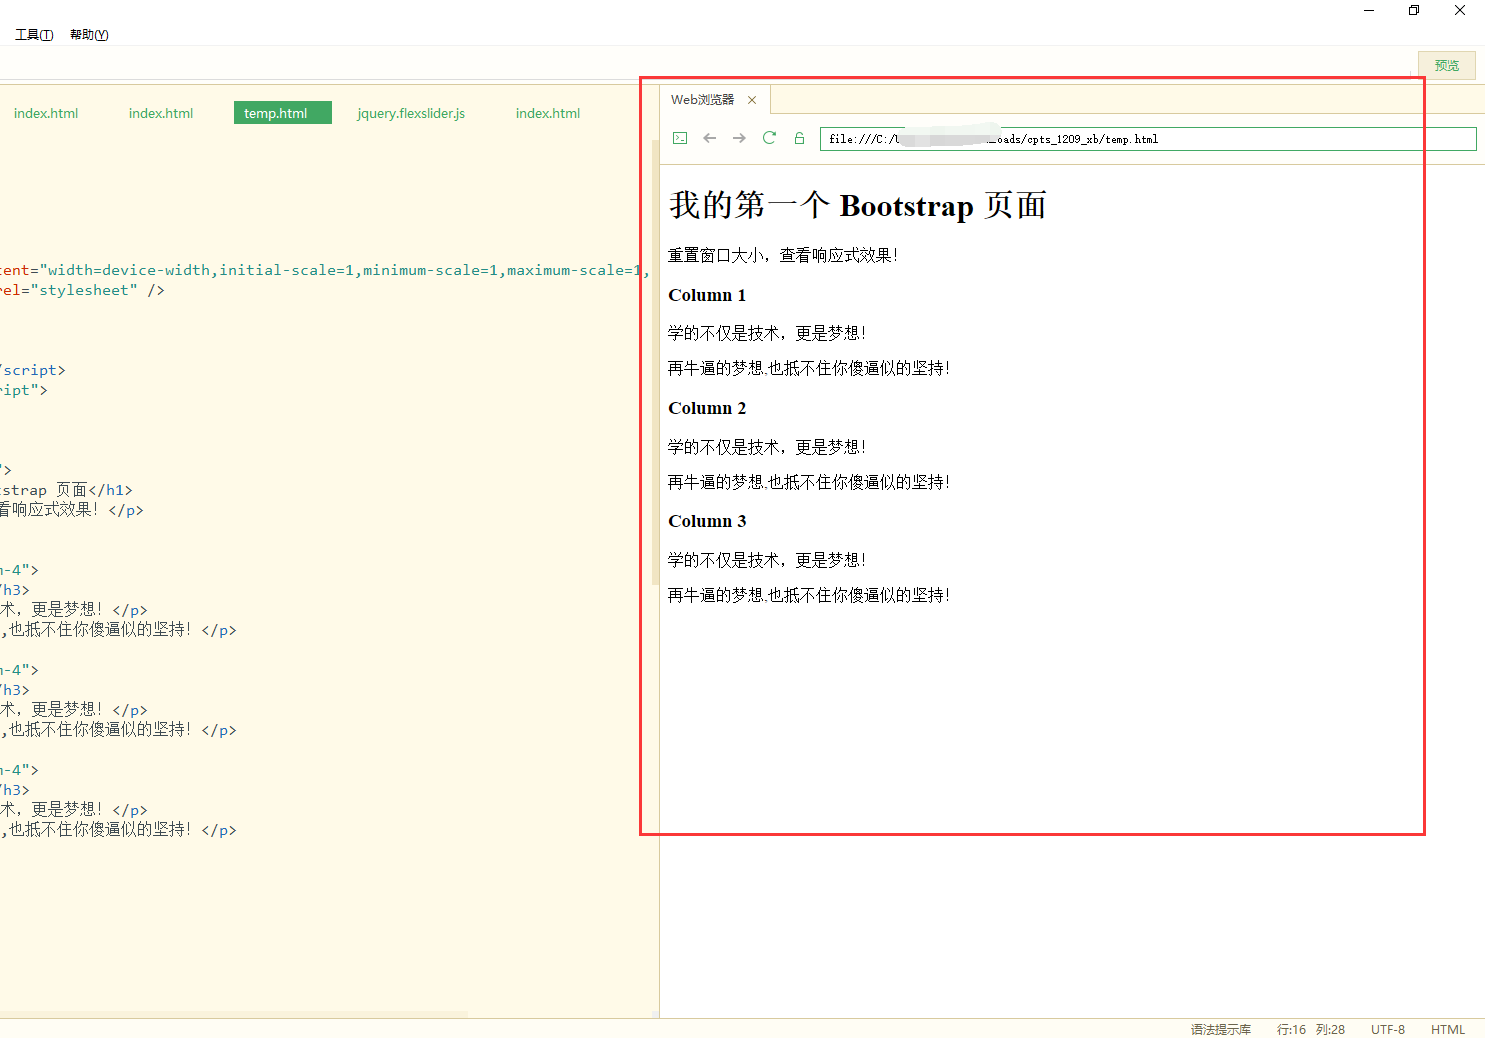 工具(T) 帮助(Y)
预览
index.html index.html temp.html jquery.flexslider.js index.html
Web浏览器
file:///C:/ oads/cpts_1209_xb/temp.html
我的第一个 Bootstrap 页面
重置窗口大小，查看响应式效果！
Column 1
学的不仅是技术，更是梦想！
再牛逼的梦想,也抵不住你傻逼似的坚持！
Column 2
学的不仅是技术，更是梦想！
再牛逼的梦想,也抵不住你傻逼似的坚持！
Column 3
学的不仅是技术，更是梦想！
再牛逼的梦想,也抵不住你傻逼似的坚持！
tent="width=device-width,initial-scale=1,minimum-scale=1,maximum-scale=1,
rel="stylesheet" />
/script>
ript">
">
tstrap 页面</h1>
看响应式效果！</p>
m-4">
/h3>
术，更是梦想！</p>
,也抵不住你傻逼似的坚持！</p>
m-4">
/h3>
术，更是梦想！</p>
,也抵不住你傻逼似的坚持！</p>
m-4">
/h3>
术，更是梦想！</p>
,也抵不住你傻逼似的坚持！</p>
语法提示库 行:16 列:28 UTF-8 HTML